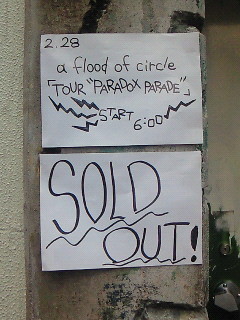 2.28
a flood of circle
「TOUR "PARADOX PARADE"」
START
6:00
SOLD
OUT!